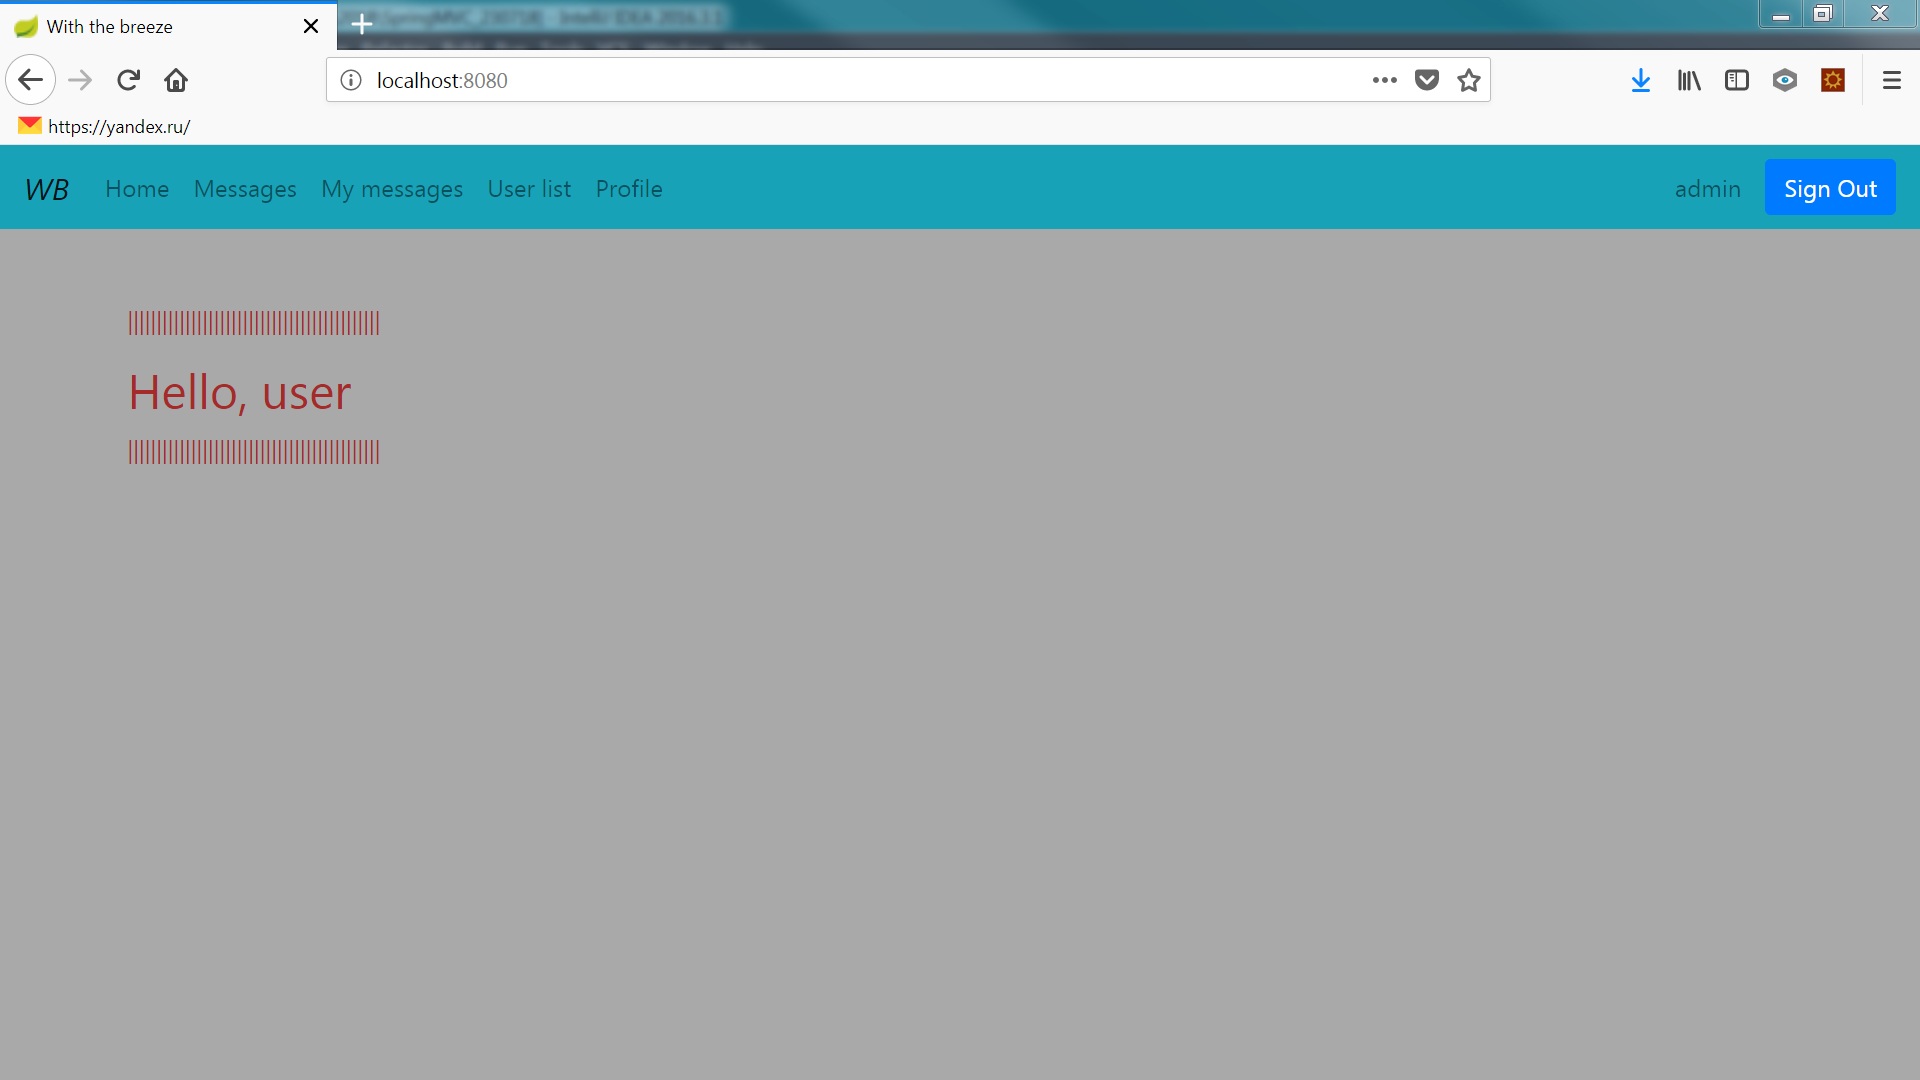 With the breeze
localhost:8080
https://yandex.ru/
WB Home Messages My messages User list Profile admin Sign Out
Hello, user